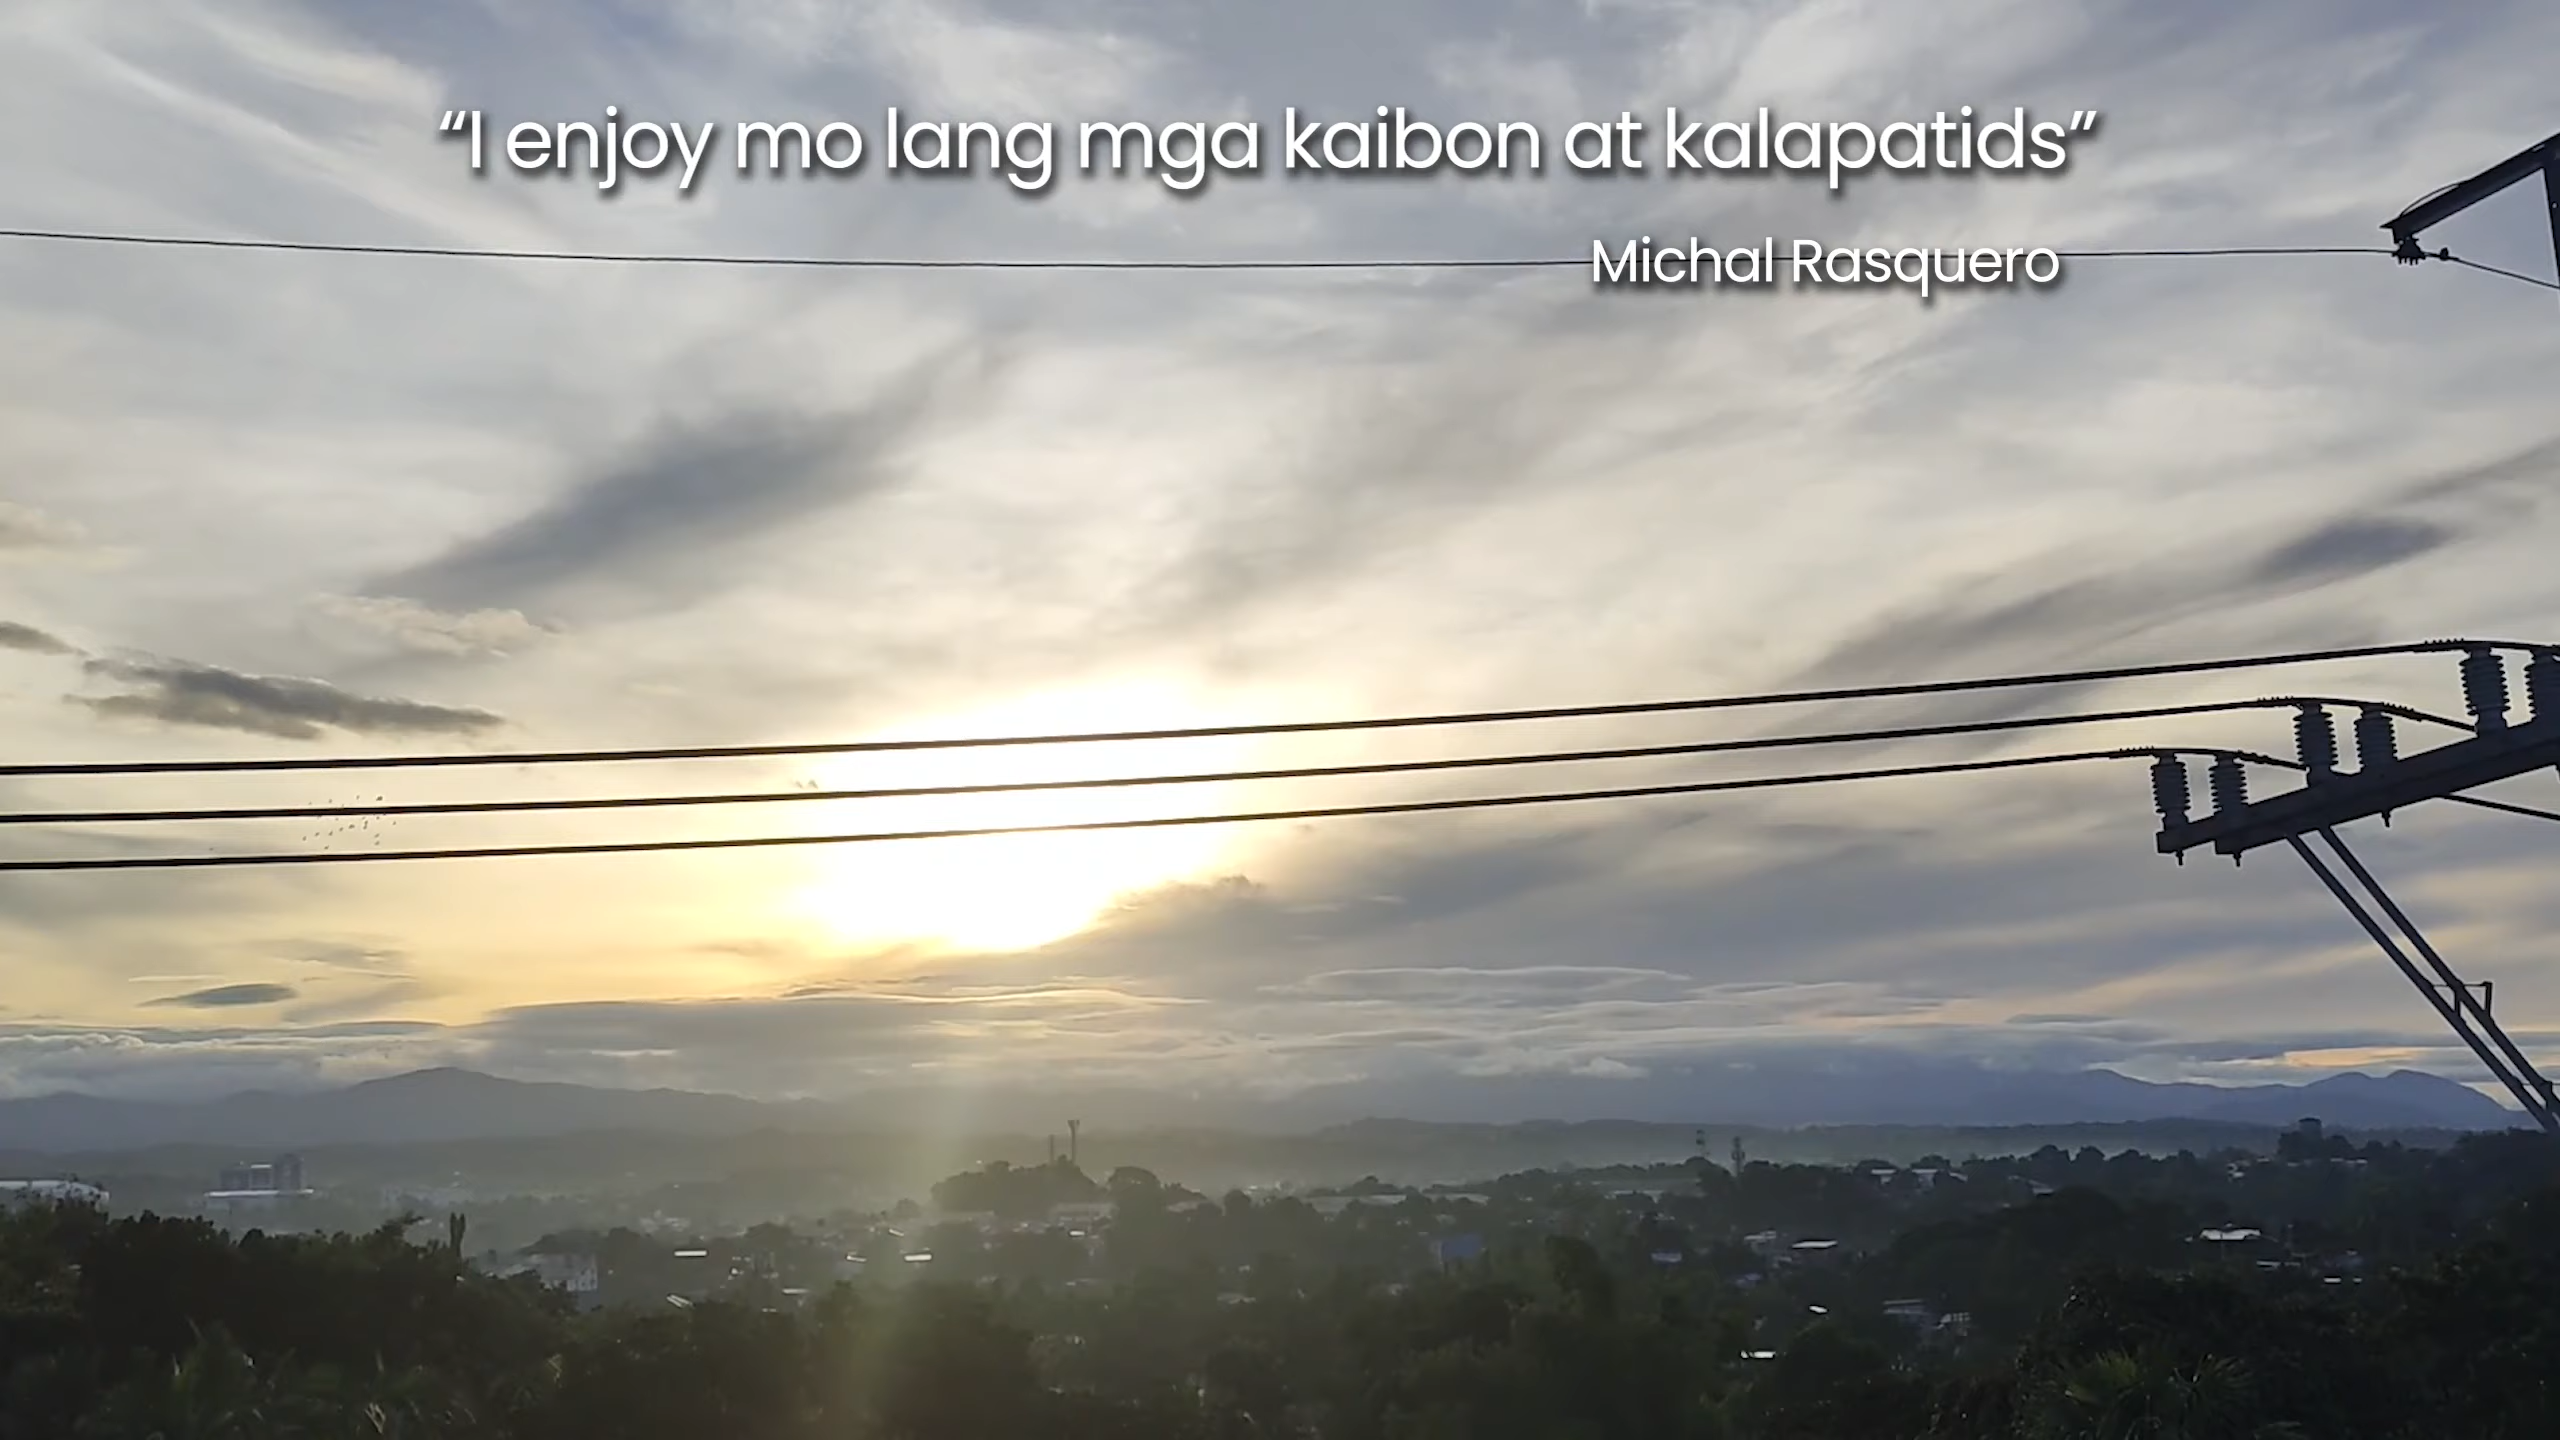 “I enjoy mo lang mga kaibon at kalapatids”
Michal Rasquero